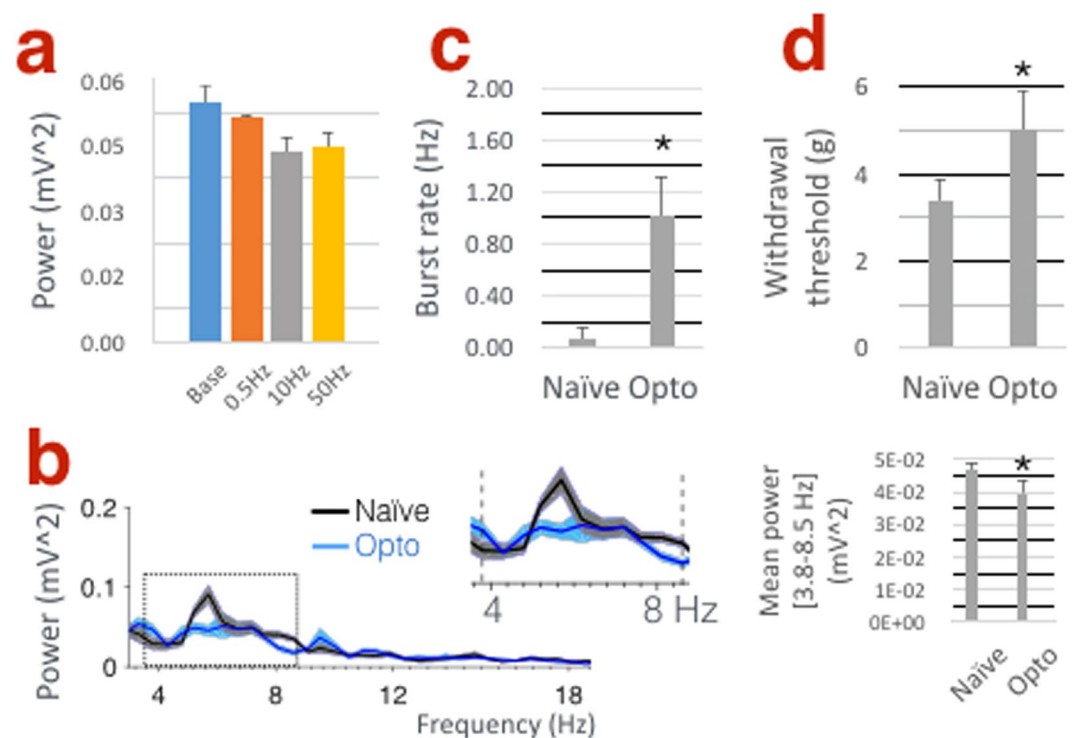 a
Power (mV^2)
0.06
0.05
0.03
0.02
0.00
Base
0.5Hz
10Hz
50Hz
c
Burst rate (Hz)
2.00
1.60
1.20
0.80
0.40
0.00
*
Naïve Opto
d
Withdrawal
threshold (g)
6
4
2
0
*
Naïve Opto
b
Power (mV^2)
0.2
0.1
0
Naïve
Opto
4
8
12
18
Frequency (Hz)
4
8 Hz
Mean power
[3.8-8.5 Hz]
(mV^2)
5E-02
4E-02
3E-02
2E-02
1E-02
0E+00
*
Naïve
Opto